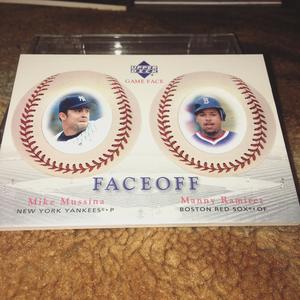 UPPER DECK
GAME FACE
FACEOFF
Mike Mussina
NEW YORK YANKEES • P
Manny Ramirez
BOSTON RED SOX • OF